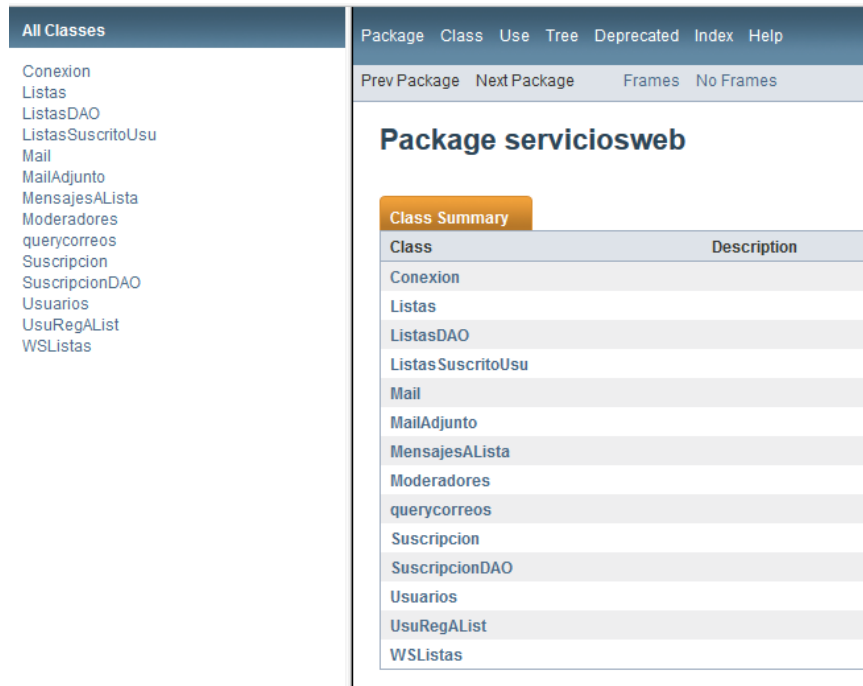 All Classes
Conexion
Listas
ListasDAO
ListasSuscritoUsu
Mail
MailAdjunto
MensajesALista
Moderadores
querycorreos
Suscripcion
SuscripcionDAO
Usuarios
UsuRegAList
WSListas
Package Class Use Tree Deprecated Index Help
Prev Package Next Package Frames No Frames
Package serviciosweb
Class Summary
Class Description
Conexion
Listas
ListasDAO
ListasSuscritoUsu
Mail
MailAdjunto
MensajesALista
Moderadores
querycorreos
Suscripcion
SuscripcionDAO
Usuarios
UsuRegAList
WSListas